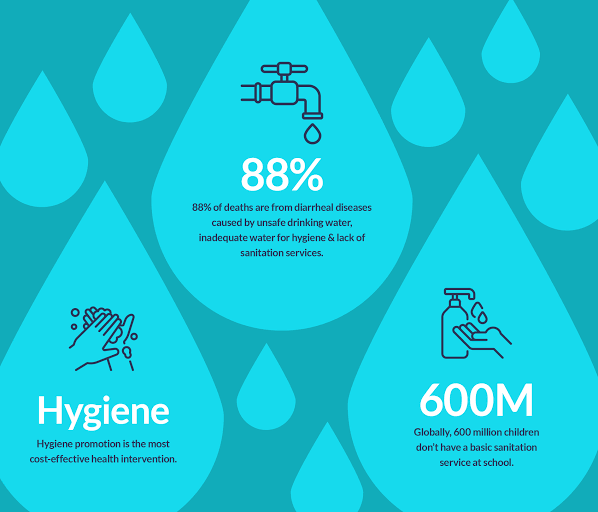 88%
88% of deaths are from diarrheal diseases
caused by unsafe drinking water,
inadequate water for hygiene & lack of
sanitation services.
Hygiene
Hygiene promotion is the most
cost-effective health intervention.
600M
Globally, 600 million children
don't have a basic sanitation
service at school.